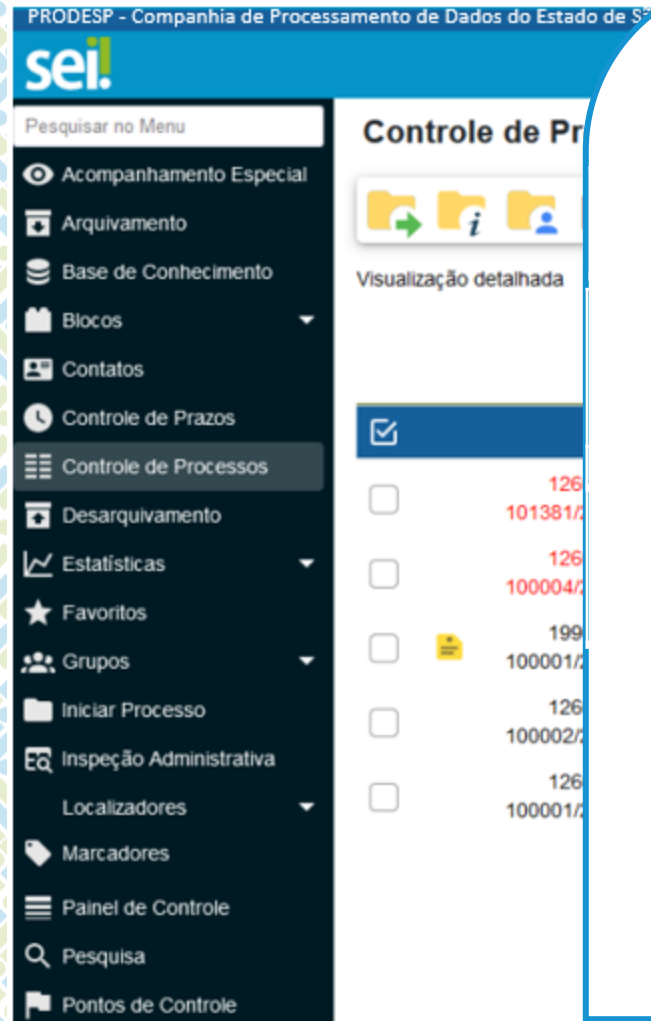 PRODESP - Companhia de Processamento de Dados do Estado de
sei!
Pesquisar no Menu
Acompanhamento Especial
Arquivamento
Base de Conhecimento
Blocos
Contatos
Controle de Prazos
Controle de Processos
Desarquivamento
Estatísticas
Favoritos
Grupos
Iniciar Processo
Inspeção Administrativa
Localizadores
Marcadores
Painel de Controle
Pesquisa
Pontos de Controle
Controle de Pr
Visualização detalhada
126
101381/
126
100004/
199
100001/
126
100002/
126
100001/